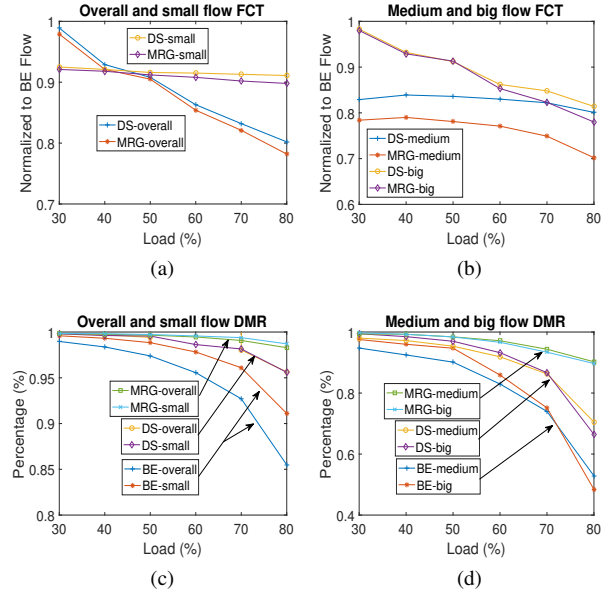 Overall and small flow FCT
Normalized to BE Flow
1
0.9
0.8
0.7
DS-small
MRG-small
DS-overall
MRG-overall
30 40 50 60 70 80
Load (%)
(a)
Medium and big flow FCT
Normalized to BE Flow
1
0.9
0.8
0.7
0.6
DS-medium
MRG-medium
DS-big
MRG-big
30 40 50 60 70 80
Load (%)
(b)
Overall and small flow DMR
Percentage (%)
1
0.95
0.9
0.85
0.8
MRG-overall
MRG-small
DS-overall
DS-small
BE-overall
BE-small
30 40 50 60 70 80
Load (%)
(c)
Medium and big flow DMR
Percentage (%)
1
0.8
0.6
0.4
MRG-medium
MRG-big
DS-medium
DS-big
BE-medium
BE-big
30 40 50 60 70 80
Load (%)
(d)